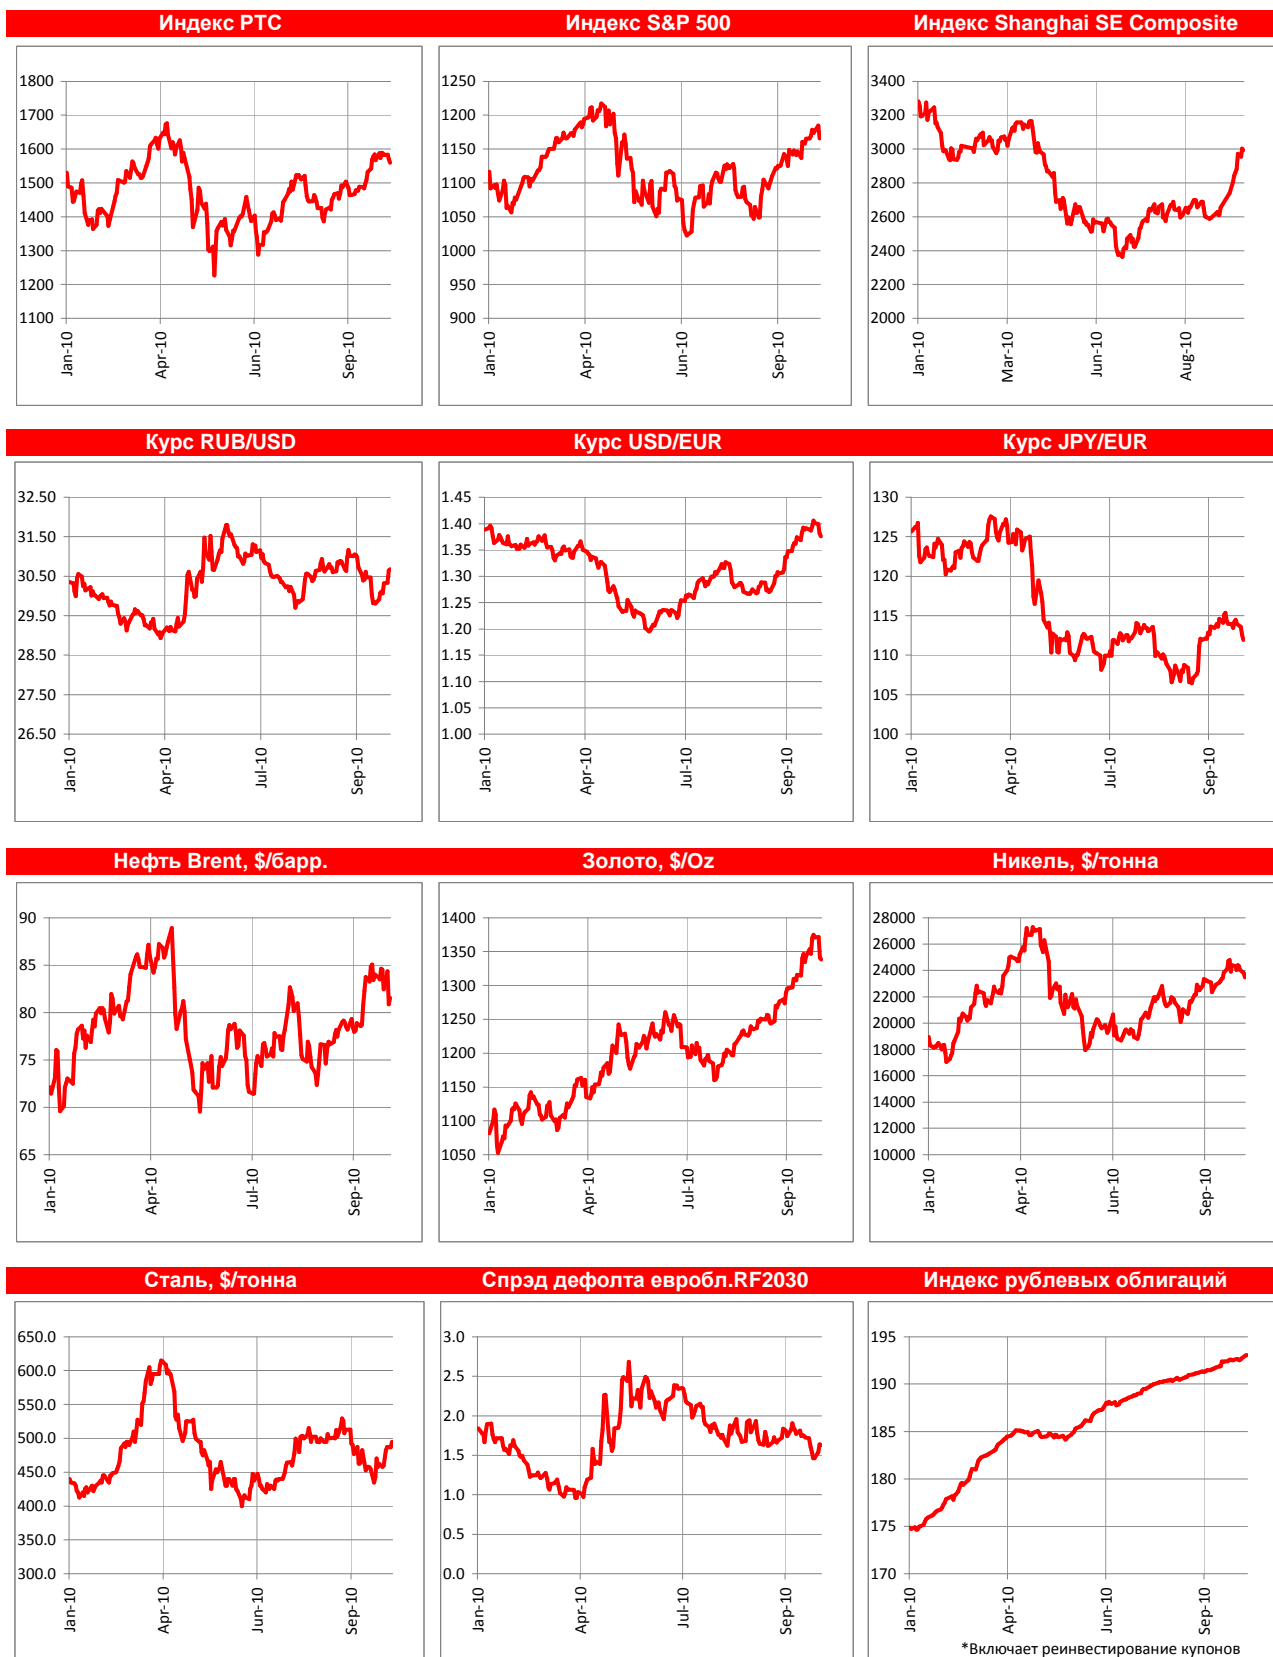 Индекс РТС
Индекс S&P 500
Индекс Shanghai SE Composite
1800
1700
1600
1500
1400
1300
1200
1100
Jan-10
Apr-10
Jun-10
Sep-10
1250
1200
1150
1100
1050
1000
950
900
Jan-10
Apr-10
Jun-10
Sep-10
3400
3200
3000
2800
2600
2400
2200
2000
Jan-10
Mar-10
Jun-10
Aug-10
Курс RUB/USD
Курс USD/EUR
Курс JPY/EUR
32.50
31.50
30.50
29.50
28.50
27.50
26.50
Jan-10
Apr-10
Jul-10
Sep-10
1.45
1.40
1.35
1.30
1.25
1.20
1.15
1.10
1.05
1.00
Jan-10
Apr-10
Jul-10
Sep-10
130
125
120
115
110
105
100
Jan-10
Apr-10
Jul-10
Sep-10
Нефть Brent, $/барр.
Золото, $/Oz
Никель, $/тонна
90
85
80
75
70
65
Jan-10
Apr-10
Jul-10
Sep-10
1400
1350
1300
1250
1200
1150
1100
1050
Jan-10
Apr-10
Jul-10
Sep-10
28000
26000
24000
22000
20000
18000
16000
14000
12000
10000
Jan-10
Apr-10
Jun-10
Sep-10
Сталь, $/тонна
Спрэд дефолта евробл.RF2030
Индекс рублевых облигаций
650.0
600.0
550.0
500.0
450.0
400.0
350.0
300.0
Jan-10
Apr-10
Jun-10
Sep-10
3.0
2.5
2.0
1.5
1.0
0.5
0.0
Jan-10
Apr-10
Jul-10
Sep-10
195
190
185
180
175
170
Jan-10
Apr-10
Jun-10
Sep-10
*Включает реинвестирование купонов